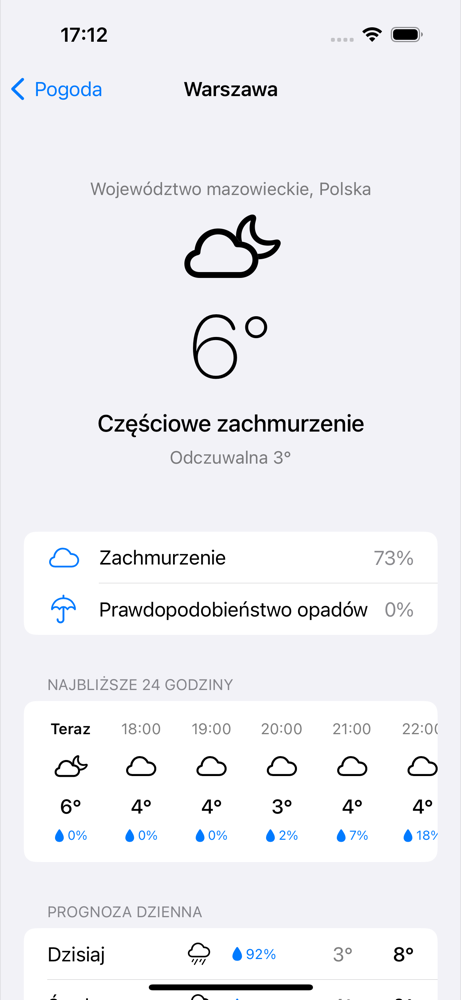 17:12
Pogoda
Warszawa
Województwo mazowieckie, Polska
6°
Częściowe zachmurzenie
Odczuwalna 3°
Zachmurzenie 73%
Prawdopodobieństwo opadów 0%
NAJBLIŻSZE 24 GODZINY
Teraz 18:00 19:00 20:00 21:00 22:00
6° 4° 4° 3° 4° 4°
0% 0% 0% 2% 7% 18%
PROGNOZA DZIENNA
Dzisiaj 92% 3° 8°